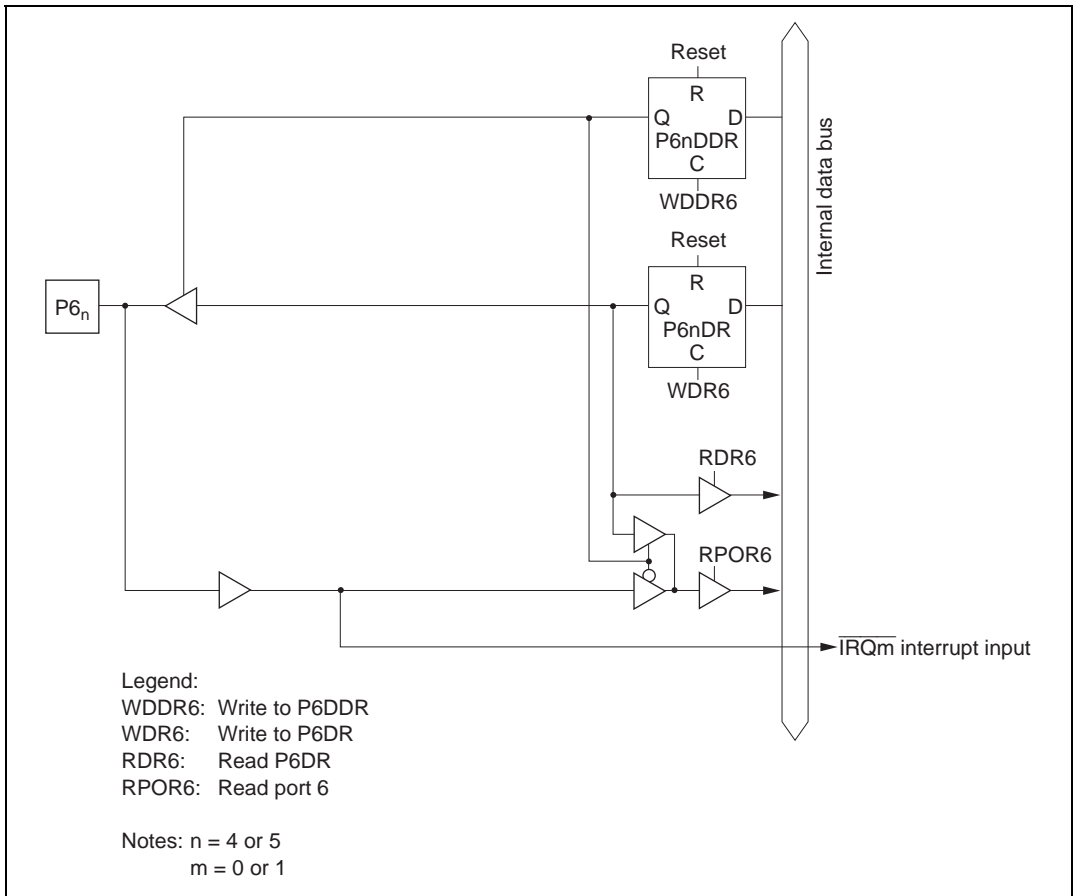 Reset
R
Q D
P6nDDR
C
WDDR6
Internal data bus
Reset
R
P6n
Q D
P6nDR
C
WDR6
RDR6
RPOR6
IRQm interrupt input
Legend:
WDDR6: Write to P6DDR
WDR6: Write to P6DR
RDR6: Read P6DR
RPOR6: Read port 6
Notes: n = 4 or 5
m = 0 or 1